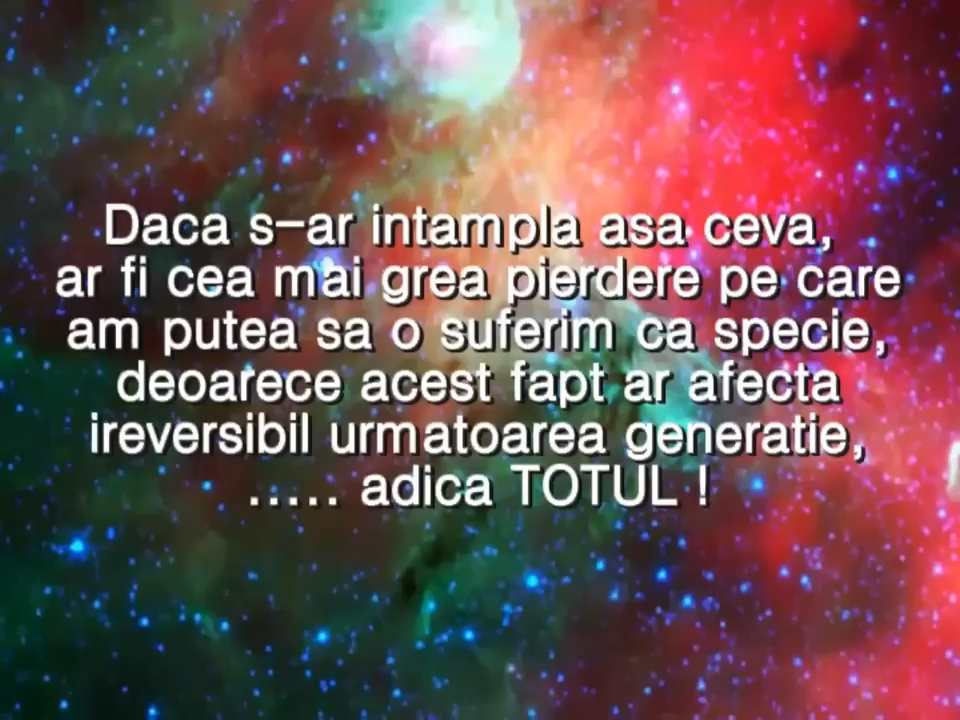 Daca s-ar intampla asa ceva,
ar fi cea mai grea pierdere pe care
am putea sa o suferim ca specie,
deoarece acest fapt ar afecta
ireversibil urmatoarea generatie,
..... adica TOTUL !